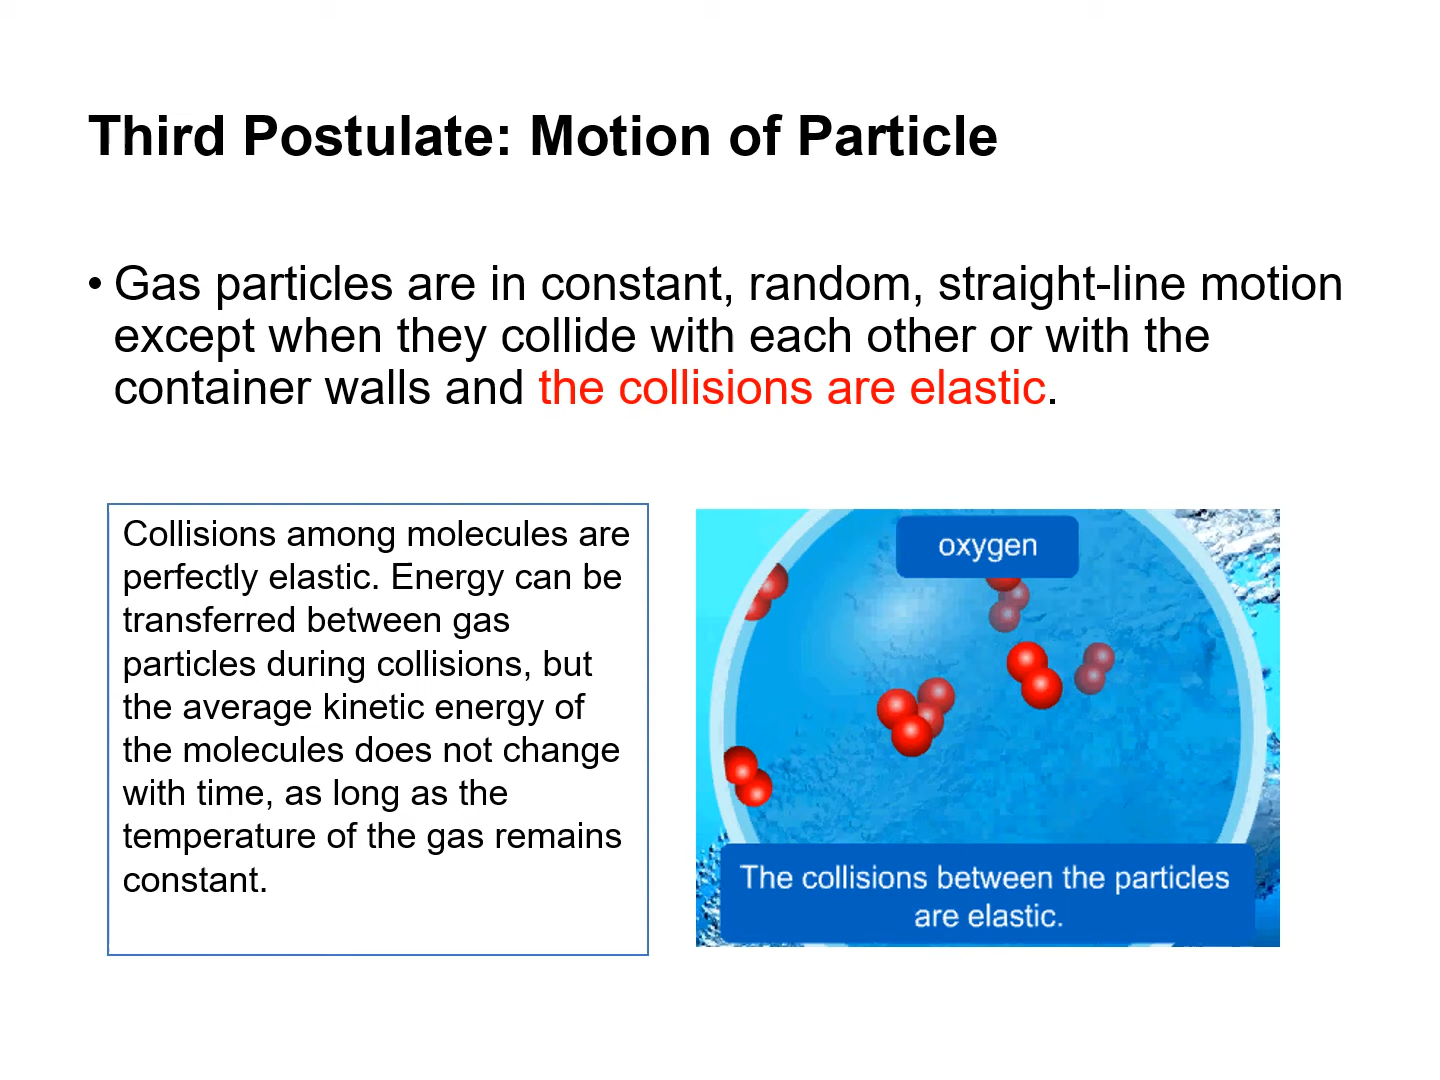 Third Postulate: Motion of Particle
• Gas particles are in constant, random, straight-line motion
except when they collide with each other or with the
container walls and the collisions are elastic.
Collisions among molecules are
perfectly elastic. Energy can be
transferred between gas
particles during collisions, but
the average kinetic energy of
the molecules does not change
with time, as long as the
temperature of the gas remains
constant.
oxygen
The collisions between the particles
are elastic.